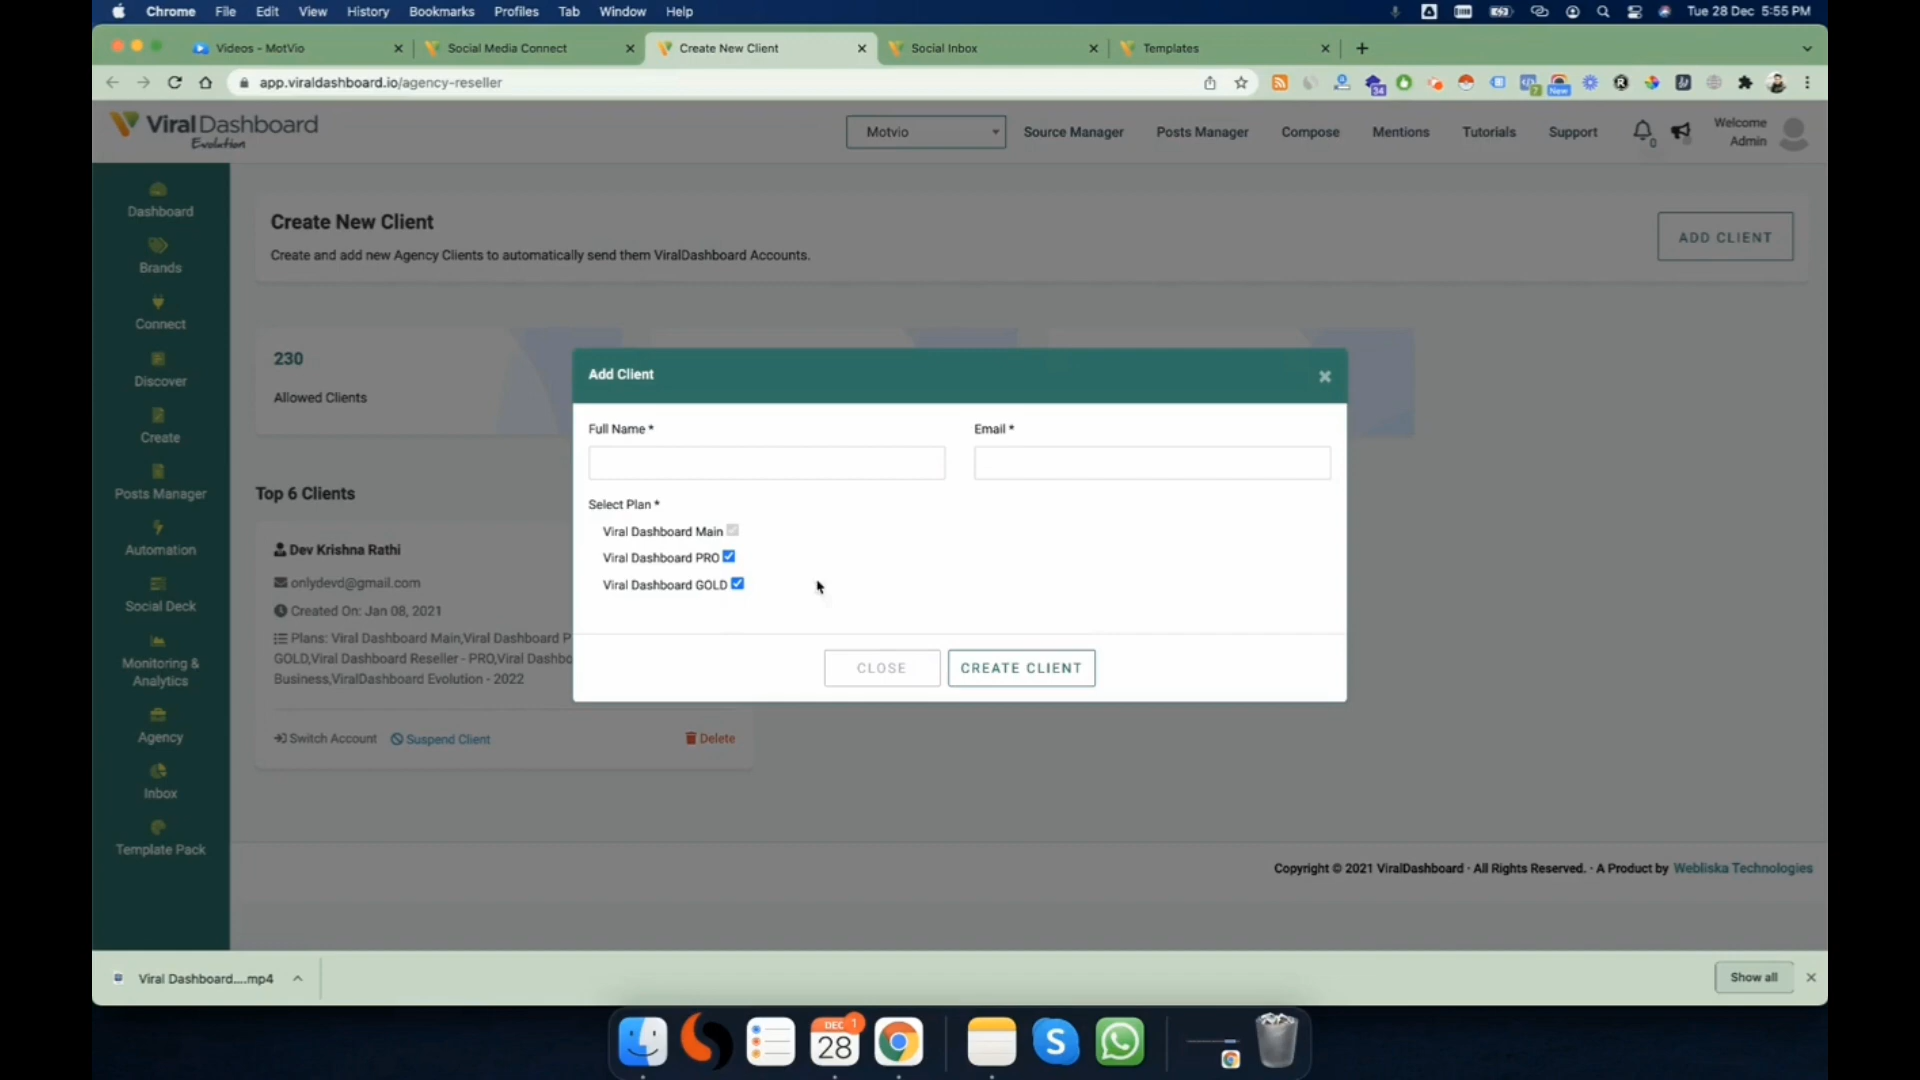 Chrome File Edit View History Bookmarks Profiles Tab Window Help
Tue 28 Dec 5:55 PM
Videos - MotVio
Social Media Connect
Create New Client
Social Inbox
Templates
app.viraldashboard.io/agency-reseller
34
7
New
ViralDashboard
Evolution
Motvio
Source Manager
Posts Manager
Compose
Mentions
Tutorials
Support
0
Welcome
Admin
Dashboard
Brands
Connect
Discover
Create
Posts Manager
Automation
Social Deck
Monitoring &
Analytics
Agency
Inbox
Template Pack
Create New Client
Create and add new Agency Clients to automatically send them ViralDashboard Accounts.
ADD CLIENT
230
Allowed Clients
Top 6 Clients
Dev Krishna Rathi
onlydevd@gmail.com
Created On: Jan 08, 2021
Plans: Viral Dashboard Main,Viral Dashboard P
GOLD,Viral Dashboard Reseller - PRO,Viral Dashbo
Business,ViralDashboard Evolution - 2022
Switch Account
Suspend Client
Delete
Add Client
Full Name *
Email *
Select Plan *
Viral Dashboard Main
Viral Dashboard PRO
Viral Dashboard GOLD
CLOSE
CREATE CLIENT
Copyright © 2021 ViralDashboard · All Rights Reserved. · A Product by Webliska Technologies
Viral Dashboard....mp4
Show all
DEC 1
28
S